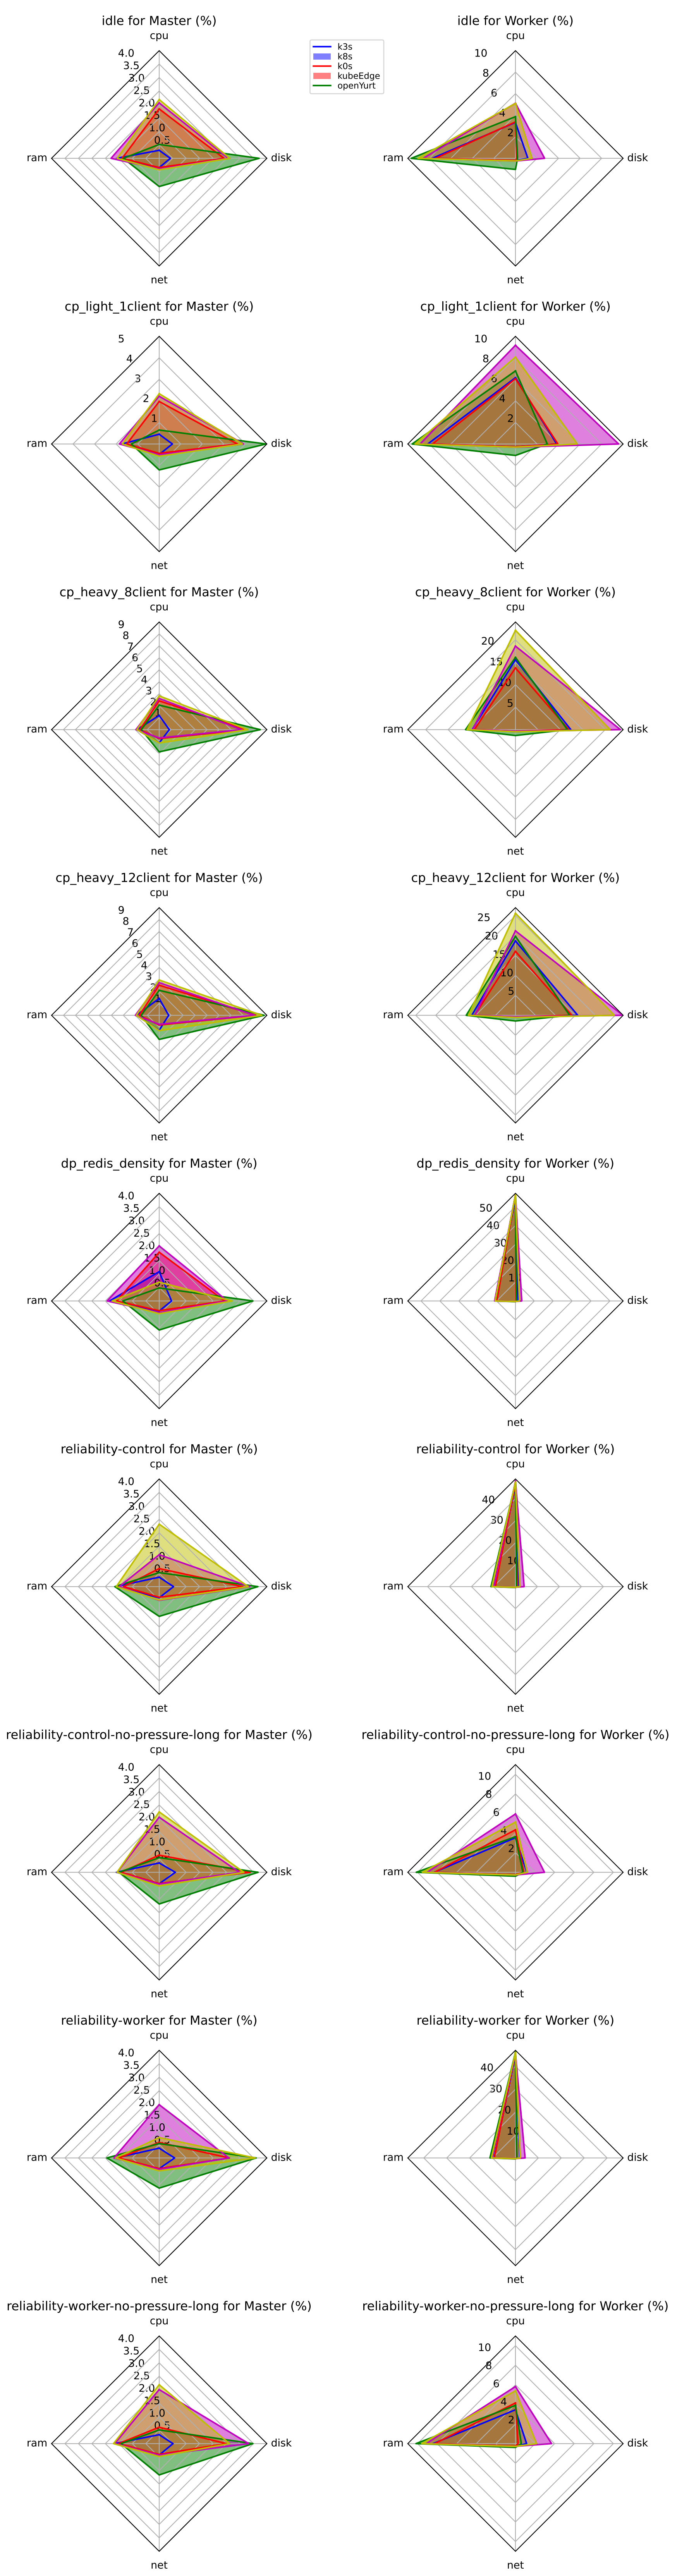 idle for Master (%)
cpu
4.0
3.5
3.0
2.5
2.0
1.5
1.0
0.5
ram
disk
net
k3s
k8s
k0s
kubeEdge
openYurt
idle for Worker (%)
cpu
10
8
6
4
2
ram
disk
net
cp_light_1client for Master (%)
cpu
5
4
3
2
1
ram
disk
net
cp_light_1client for Worker (%)
cpu
10
8
6
4
2
ram
disk
net
cp_heavy_8client for Master (%)
cpu
9
8
7
6
5
4
3
2
1
ram
disk
net
cp_heavy_8client for Worker (%)
cpu
20
15
10
5
ram
disk
net
cp_heavy_12client for Master (%)
cpu
9
8
7
6
5
4
3
2
ram
disk
net
cp_heavy_12client for Worker (%)
cpu
25
20
15
10
5
ram
disk
net
dp_redis_density for Master (%)
cpu
4.0
3.5
3.0
2.5
2.0
1.5
1.0
0.5
ram
disk
net
dp_redis_density for Worker (%)
cpu
50
40
30
20
ram
disk
net
reliability-control for Master (%)
cpu
4.0
3.5
3.0
2.5
2.0
1.5
1.0
0.5
ram
disk
net
reliability-control for Worker (%)
cpu
40
30
20
10
ram
disk
net
reliability-control-no-pressure-long for Master (%)
cpu
4.0
3.5
3.0
2.5
2.0
1.5
1.0
0.5
ram
disk
net
reliability-control-no-pressure-long for Worker (%)
cpu
10
8
6
4
2
ram
disk
net
reliability-worker for Master (%)
cpu
4.0
3.5
3.0
2.5
2.0
1.5
1.0
0.5
ram
disk
net
reliability-worker for Worker (%)
cpu
40
30
20
10
ram
disk
net
reliability-worker-no-pressure-long for Master (%)
cpu
4.0
3.5
3.0
2.5
2.0
1.5
1.0
0.5
ram
disk
net
reliability-worker-no-pressure-long for Worker (%)
cpu
10
8
6
4
2
ram
disk
net